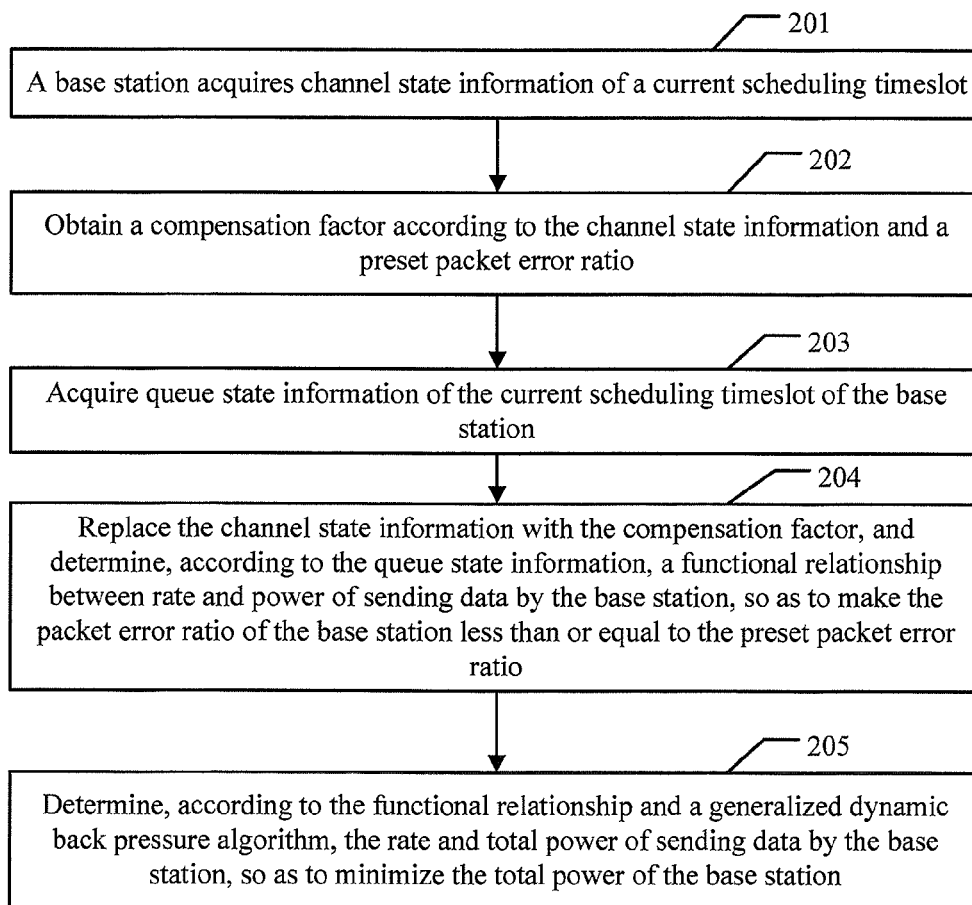 201
A base station acquires channel state information of a current scheduling timeslot
202
Obtain a compensation factor according to the channel state information and a
preset packet error ratio
203
Acquire queue state information of the current scheduling timeslot of the base
station
204
Replace the channel state information with the compensation factor, and
determine, according to the queue state information, a functional relationship
between rate and power of sending data by the base station, so as to make the
packet error ratio of the base station less than or equal to the preset packet error
ratio
205
Determine, according to the functional relationship and a generalized dynamic
back pressure algorithm, the rate and total power of sending data by the base
station, so as to minimize the total power of the base station